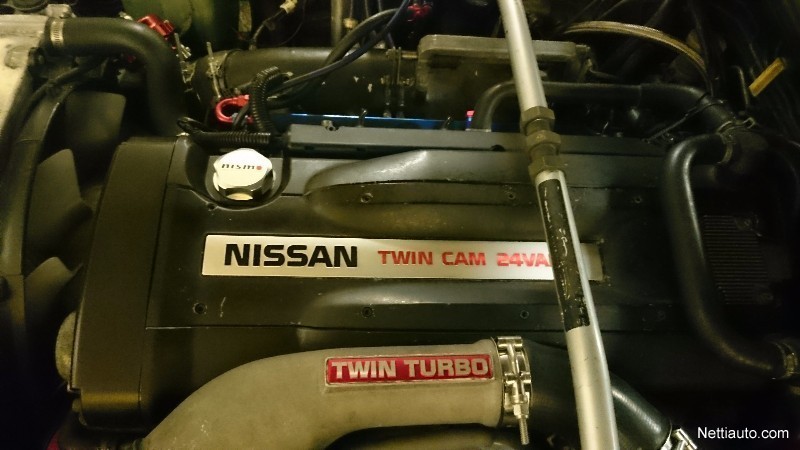 nismo
NISSAN TWIN CAM 24VA
TWIN TURBO
Nettiauto.com